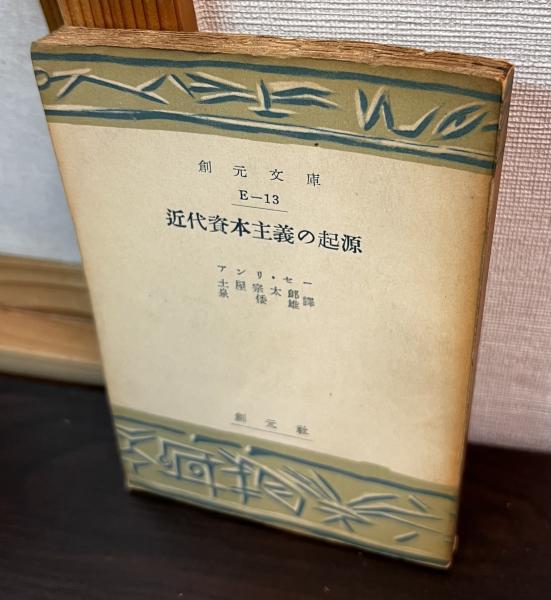 創元文庫
E—13
近代資本主義の起源
アンリ・セー
土屋宗太郎
泉倭雄 譯
創元社